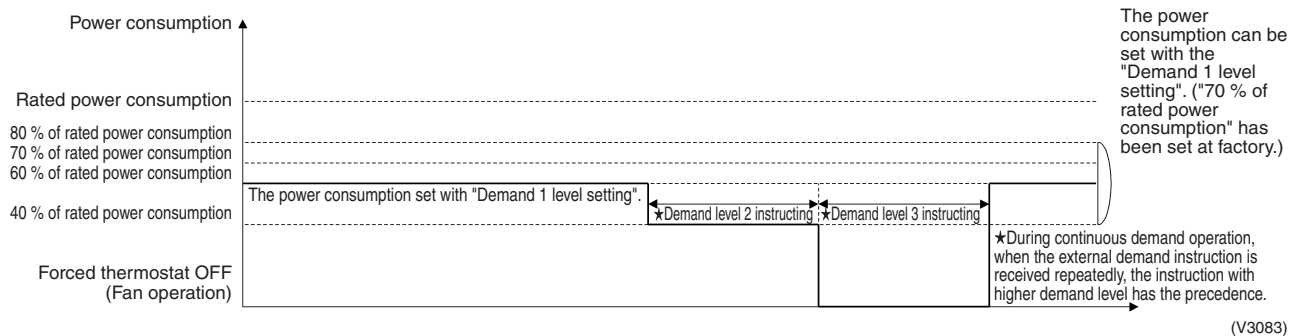 Power consumption
The power
consumption can be
set with the
"Demand 1 level
setting". ("70 % of
rated power
consumption" has
been set at factory.)
Rated power consumption
80 % of rated power consumption
70 % of rated power consumption
60 % of rated power consumption
The power consumption set with "Demand 1 level setting".
40 % of rated power consumption
★Demand level 2 instructing
★Demand level 3 instructing
★During continuous demand operation,
when the external demand instruction is
received repeatedly, the instruction with
higher demand level has the precedence.
Forced thermostat OFF
(Fan operation)
(V3083)